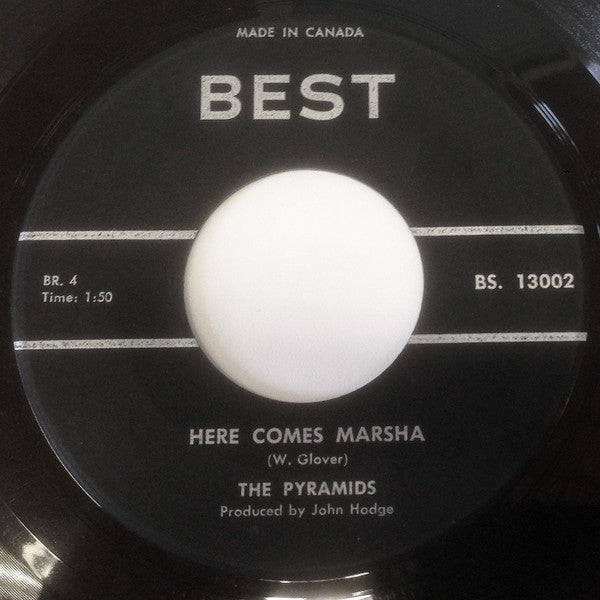 MADE IN CANADA
BEST
BR. 4
Time: 1:50
BS. 13002
HERE COMES MARSHA
(W. Glover)
THE PYRAMIDS
Produced by John Hodge